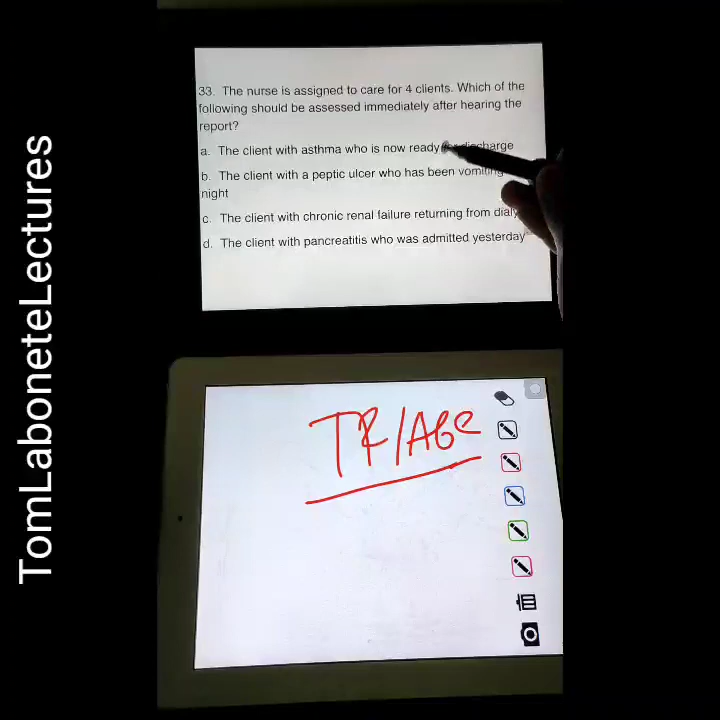 TomLaboneteLectures
33. The nurse is assigned to care for 4 clients. Which of the
following should be assessed immediately after hearing the
report?
a. The client with asthma who is now ready discharge
b. The client with a peptic ulcer who has been vomiting
night
c. The client with chronic renal failure returning from
d. The client with pancreatitis who was admitted yesterday
TRIAGE